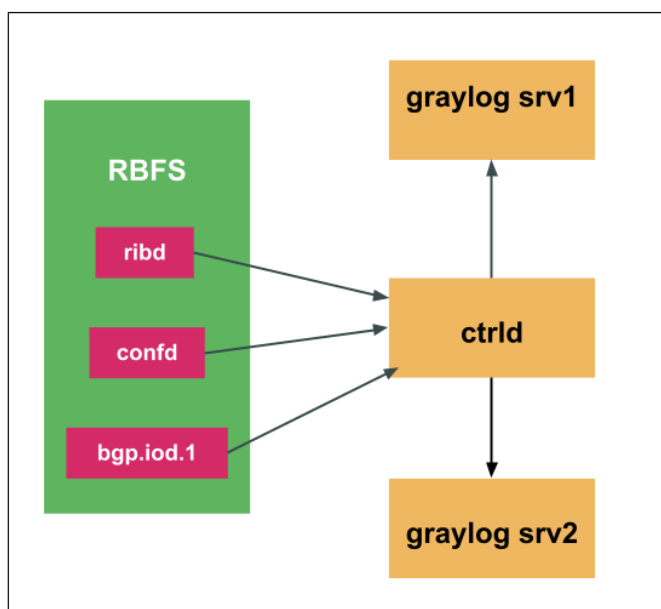 RBFS
ribd
confd
bgp.iod.1
graylog srv1
ctrld
graylog srv2